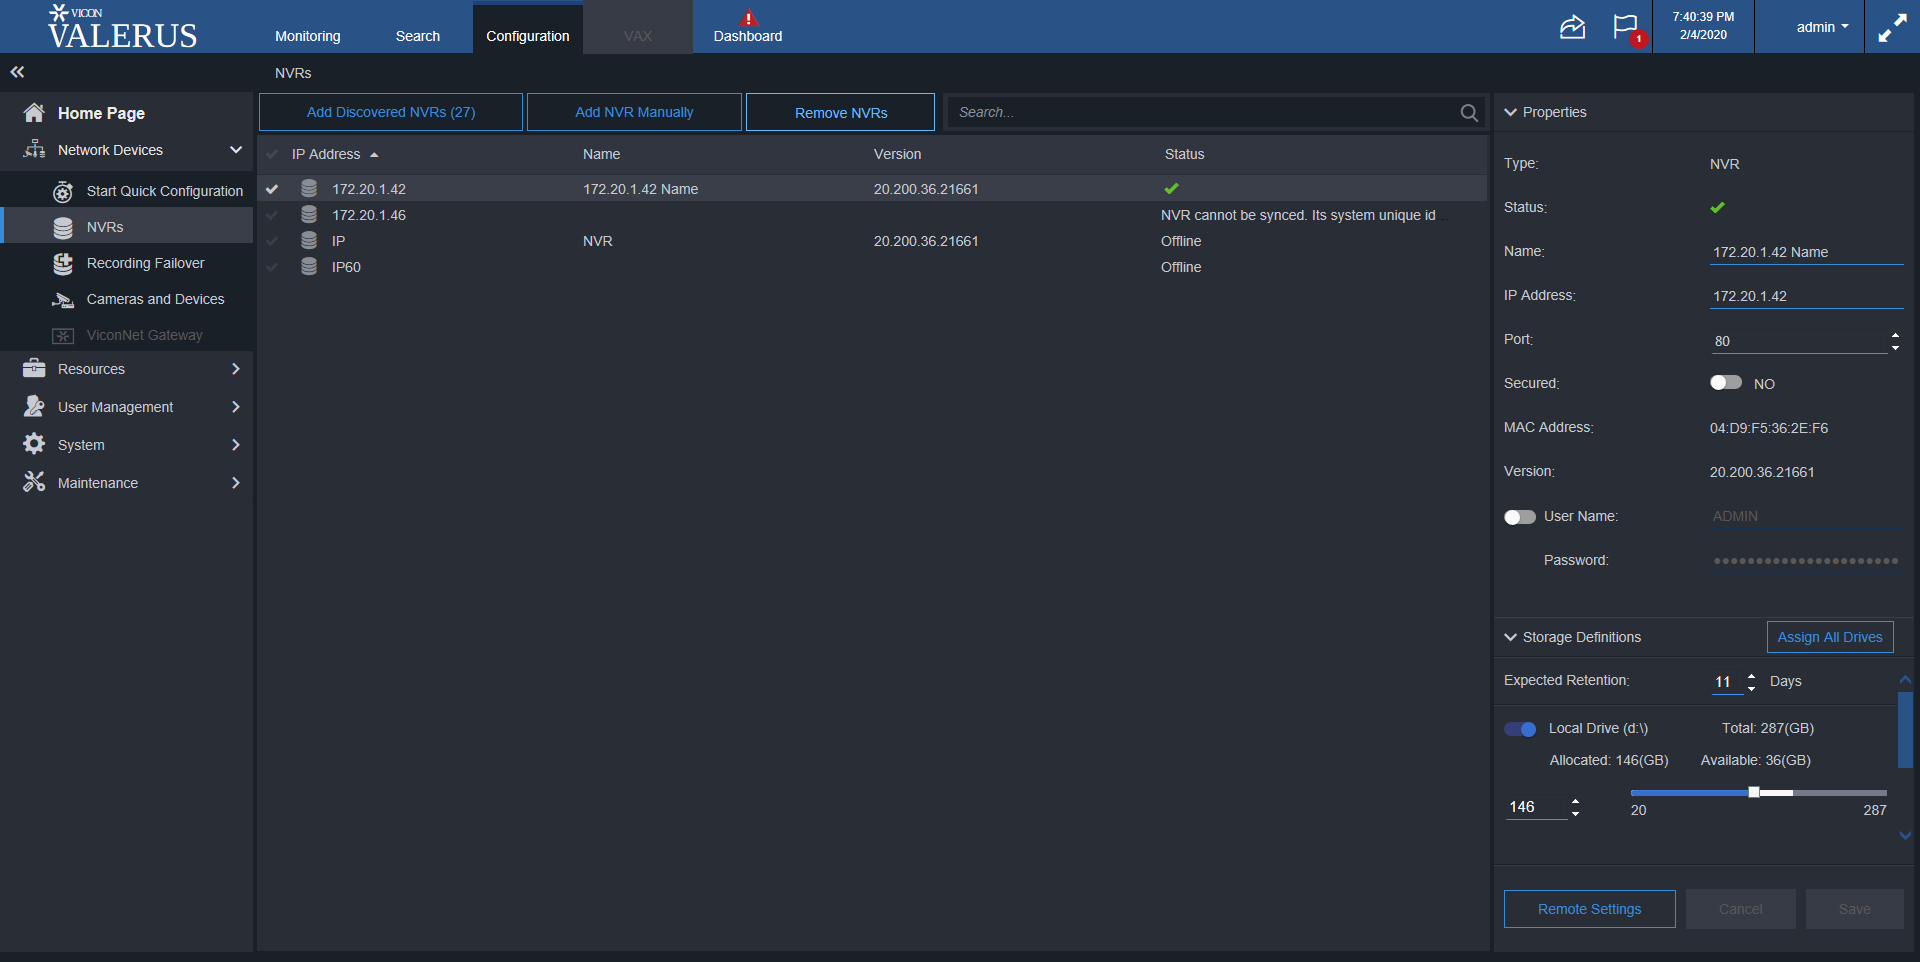 VICON
VALERUS
Monitoring
Search
Configuration
VAX
Dashboard
1
7:40:39 PM
2/4/2020
admin
NVRs
Home Page
Network Devices
Start Quick Configuration
NVRs
Recording Failover
Cameras and Devices
ViconNet Gateway
Resources
User Management
System
Maintenance
Add Discovered NVRs (27)
Add NVR Manually
Remove NVRs
Search...
IP Address Name Version Status
172.20.1.42 172.20.1.42 Name 20.200.36.21661
172.20.1.46 NVR cannot be synced. Its system unique id
IP NVR 20.200.36.21661 Offline
IP60 Offline
Properties
Type: NVR
Status:
Name: 172.20.1.42 Name
IP Address: 172.20.1.42
Port: 80
Secured: NO
MAC Address: 04:D9:F5:36:2E:F6
Version: 20.200.36.21661
User Name: ADMIN
Password: ●●●●●●●●●●●●●●●●●●●●●●
Storage Definitions Assign All Drives
Expected Retention: 11 Days
Local Drive (d:\) Total: 287(GB)
Allocated: 146(GB) Available: 36(GB)
146
20 287
Remote Settings Cancel Save